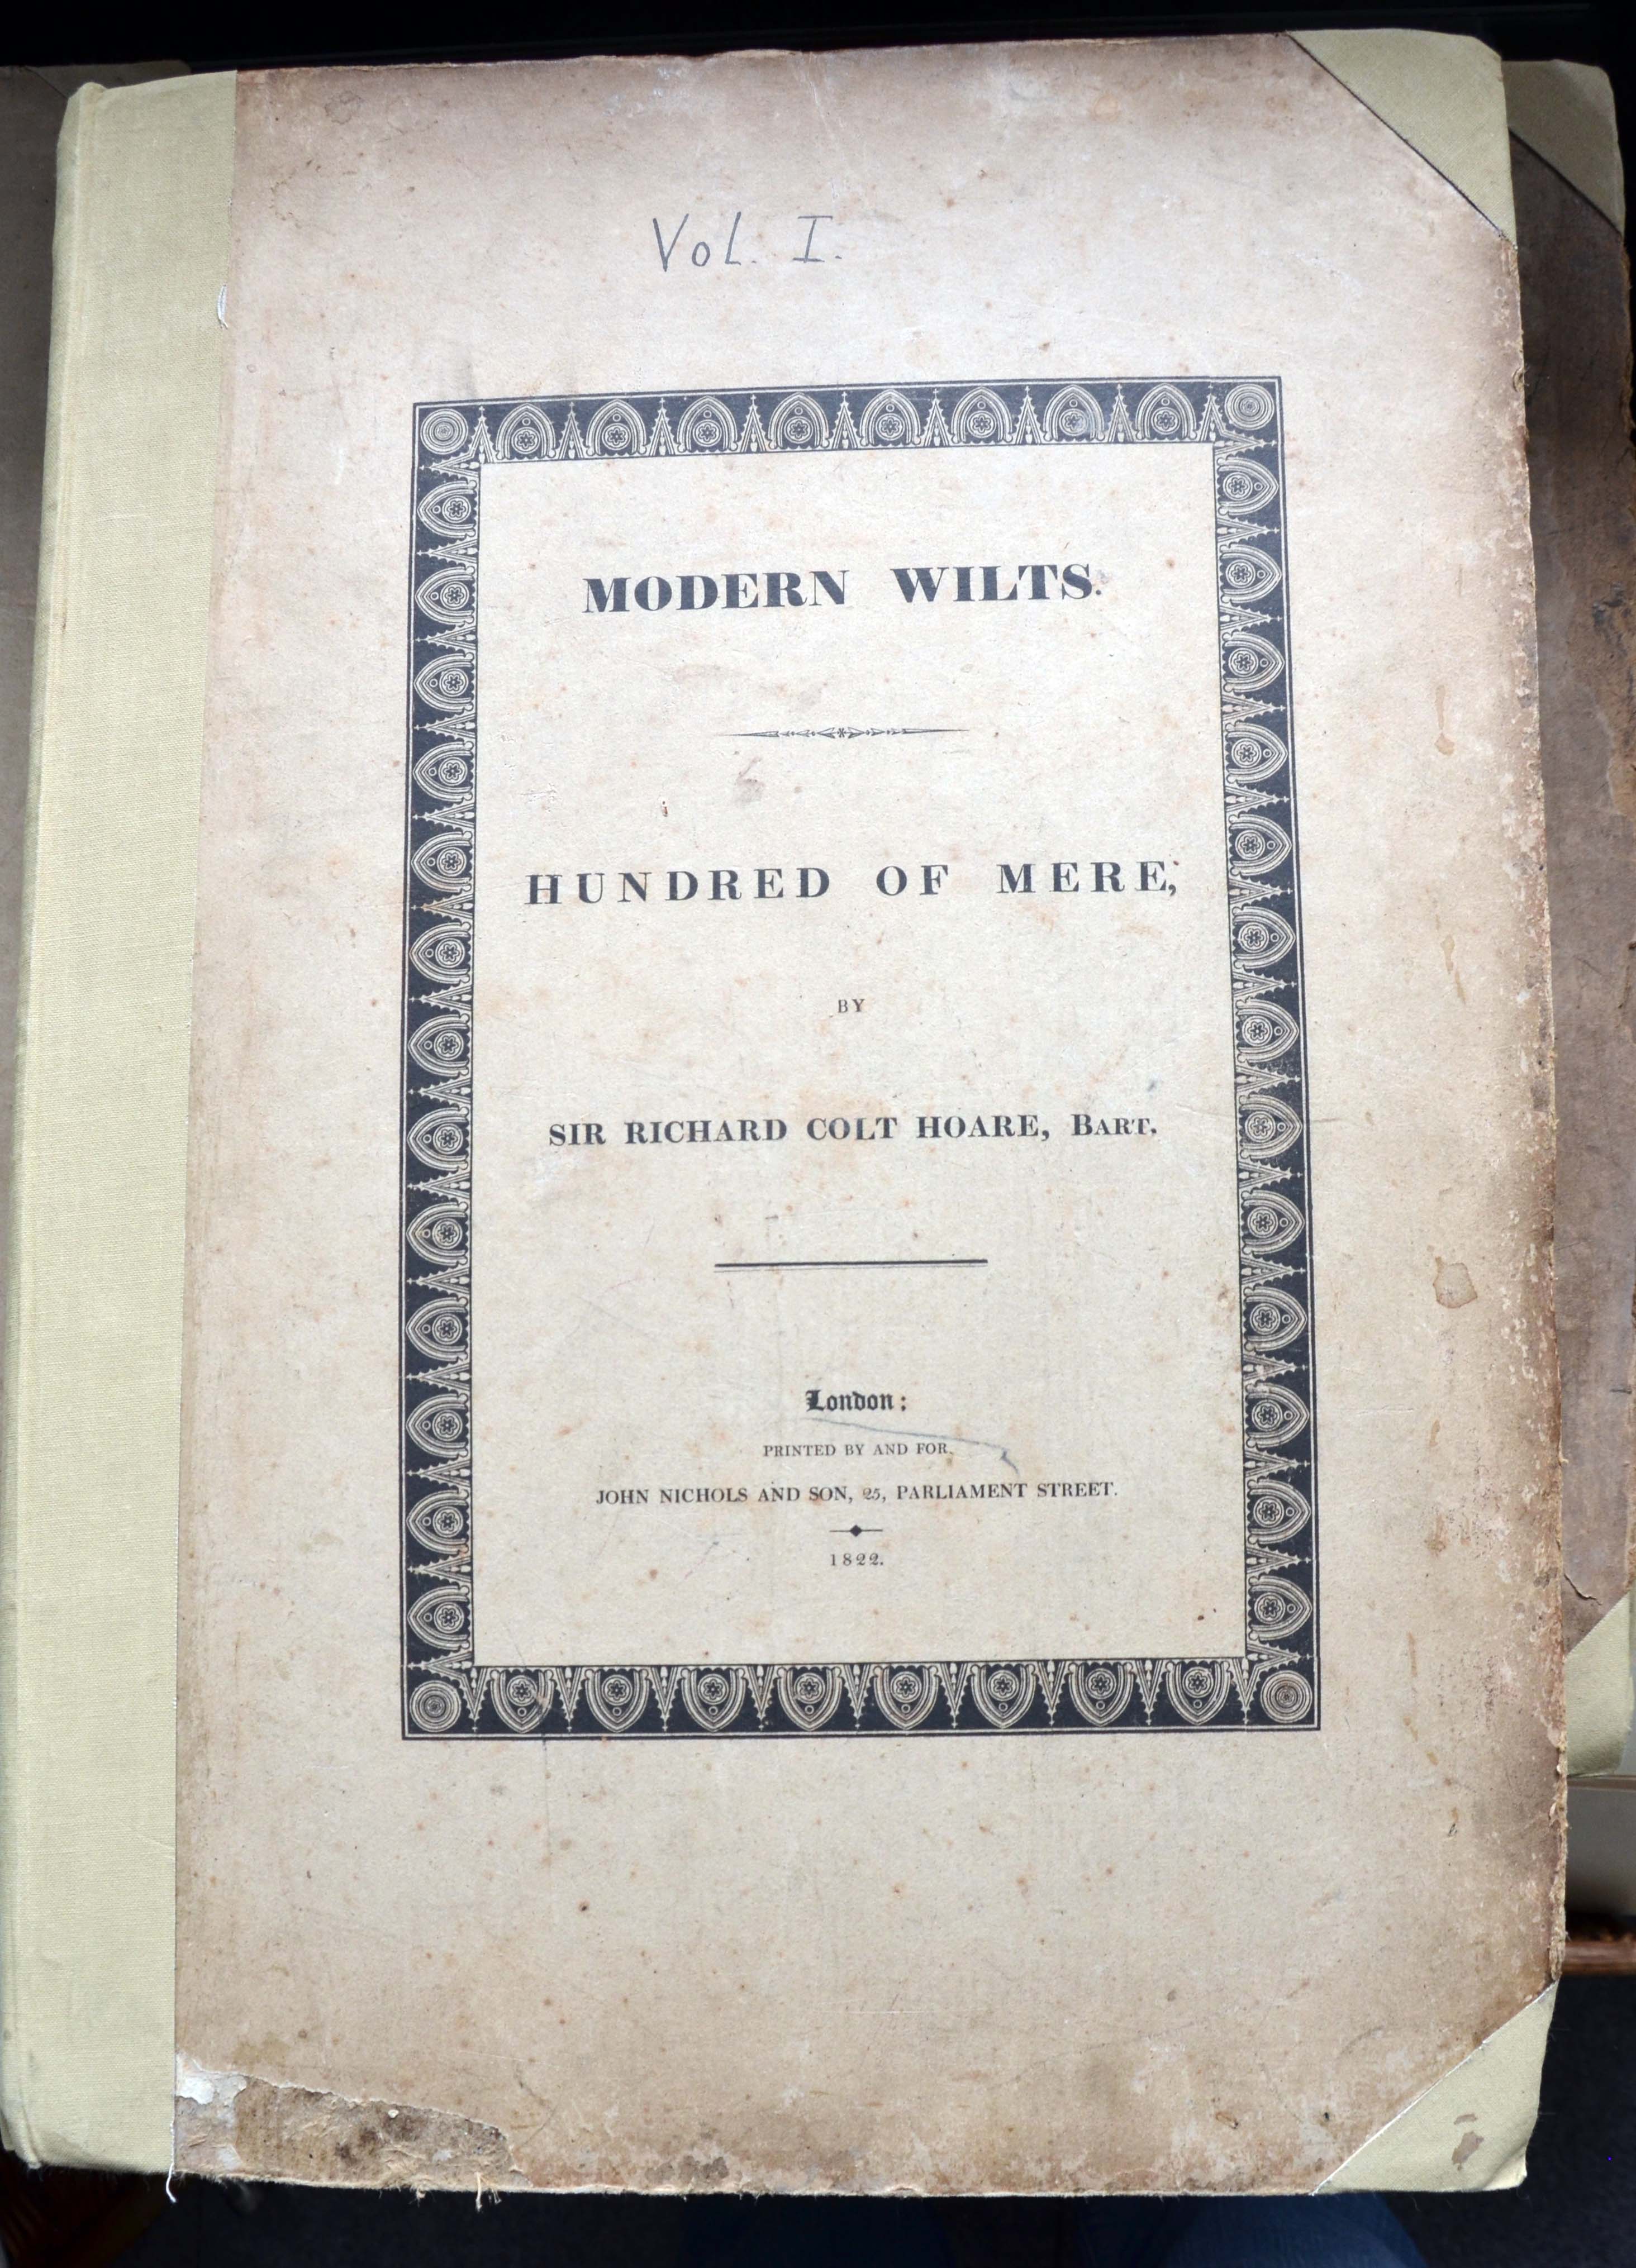 Vol. I.
MODERN WILTS.
HUNDRED OF MERE,
BY
SIR RICHARD COLT HOARE, BART.
London:
PRINTED BY AND FOR
JOHN NICHOLS AND SON, 25, PARLIAMENT STREET.
1822.